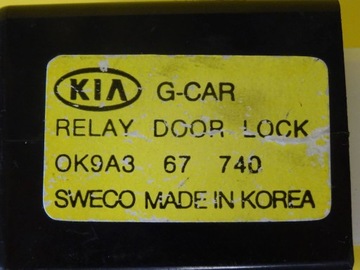 KIA G-CAR
RELAY DOOR LOCK
OK9A3 67 740
SWECO MADE IN KOREA